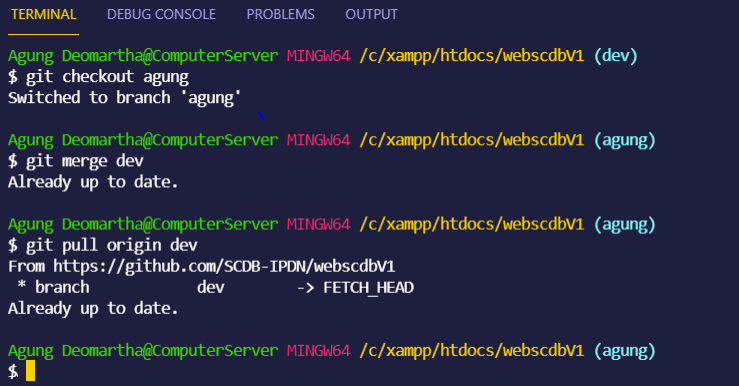 TERMINAL DEBUG CONSOLE PROBLEMS OUTPUT
Agung Deomartha@ComputerServer MINGW64 /c/xampp/htdocs/webscdbV1 (dev)
$ git checkout agung
Switched to branch 'agung'
Agung Deomartha@ComputerServer MINGW64 /c/xampp/htdocs/webscdbV1 (agung)
$ git merge dev
Already up to date.
Agung Deomartha@ComputerServer MINGW64 /c/xampp/htdocs/webscdbV1 (agung)
$ git pull origin dev
From https://github.com/SCDB-IPDN/webscdbV1
 * branch            dev        -> FETCH_HEAD
Already up to date.
Agung Deomartha@ComputerServer MINGW64 /c/xampp/htdocs/webscdbV1 (agung)
$